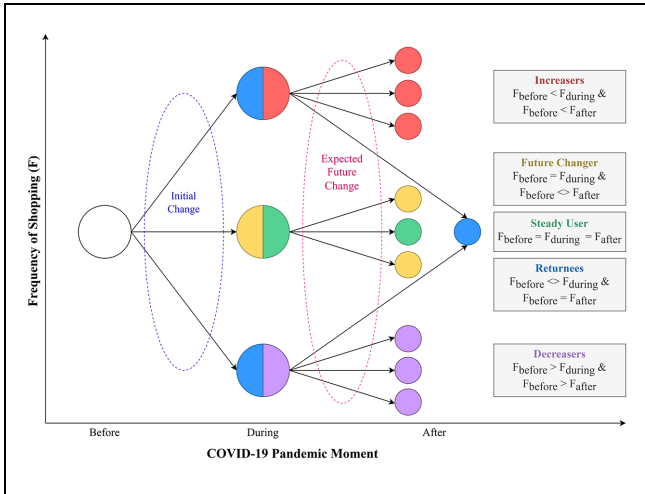 Frequency of Shopping (F)
Initial
Change
Expected
Future
Change
Increasers
Fbefore < Fduring &
Fbefore < Fafter
Future Changer
Fbefore = Fduring &
Fbefore <> Fafter
Steady User
Fbefore = Fduring = Fafter
Returnees
Fbefore <> Fduring &
Fbefore = Fafter
Decreasers
Fbefore > Fduring &
Fbefore > Fafter
Before
During
After
COVID-19 Pandemic Moment